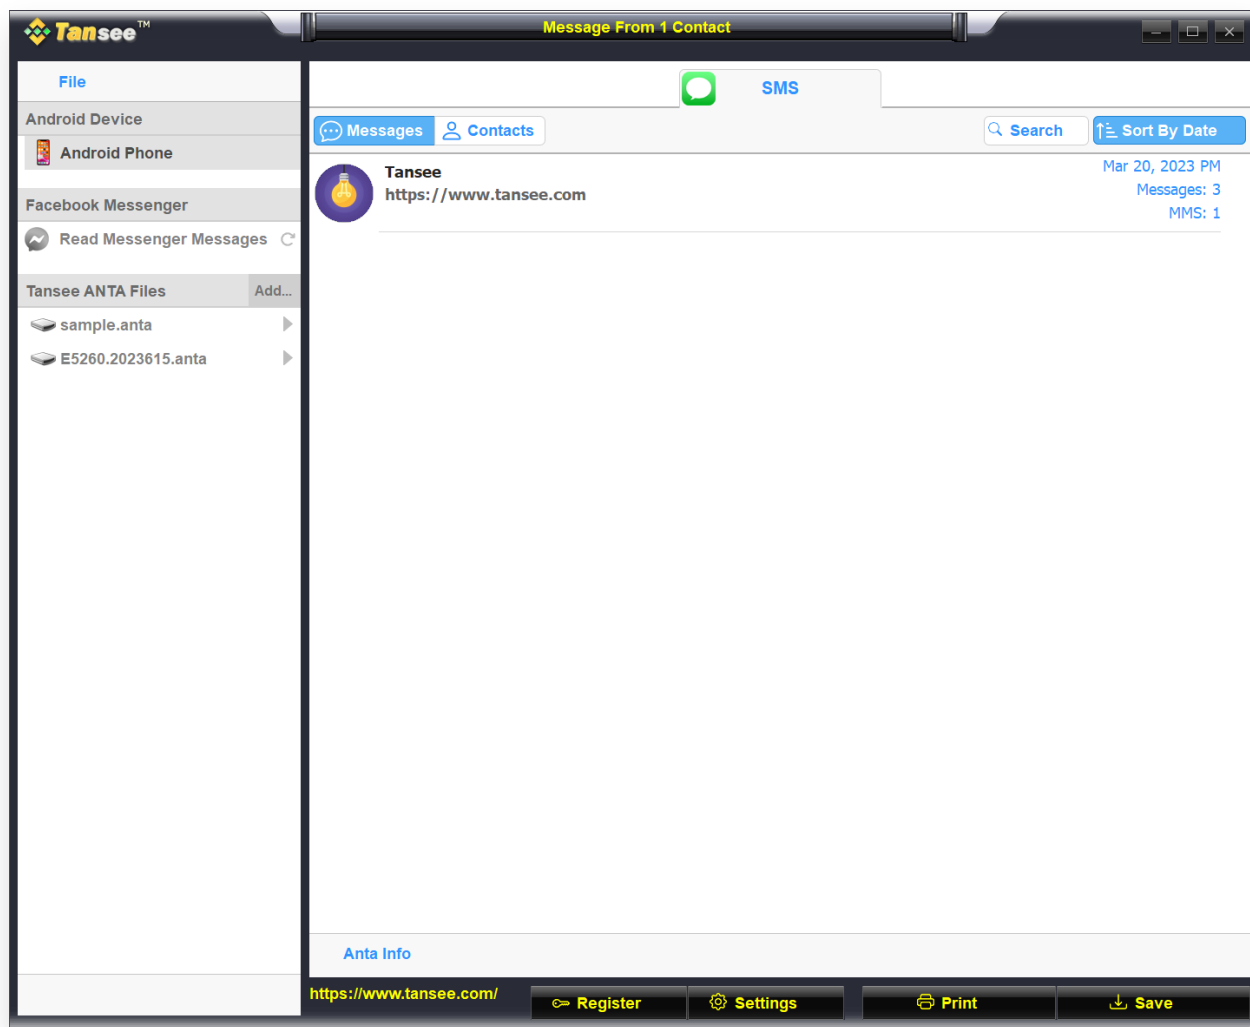 Tansee™
Message From 1 Contact
File
Android Device
Android Phone
Facebook Messenger
Read Messenger Messages
Tansee ANTA Files
Add...
sample.anta
E5260.2023615.anta
SMS
Messages
Contacts
Search
Sort By Date
Tansee
https://www.tansee.com
Mar 20, 2023 PM
Messages: 3
MMS: 1
Anta Info
https://www.tansee.com/
Register
Settings
Print
Save